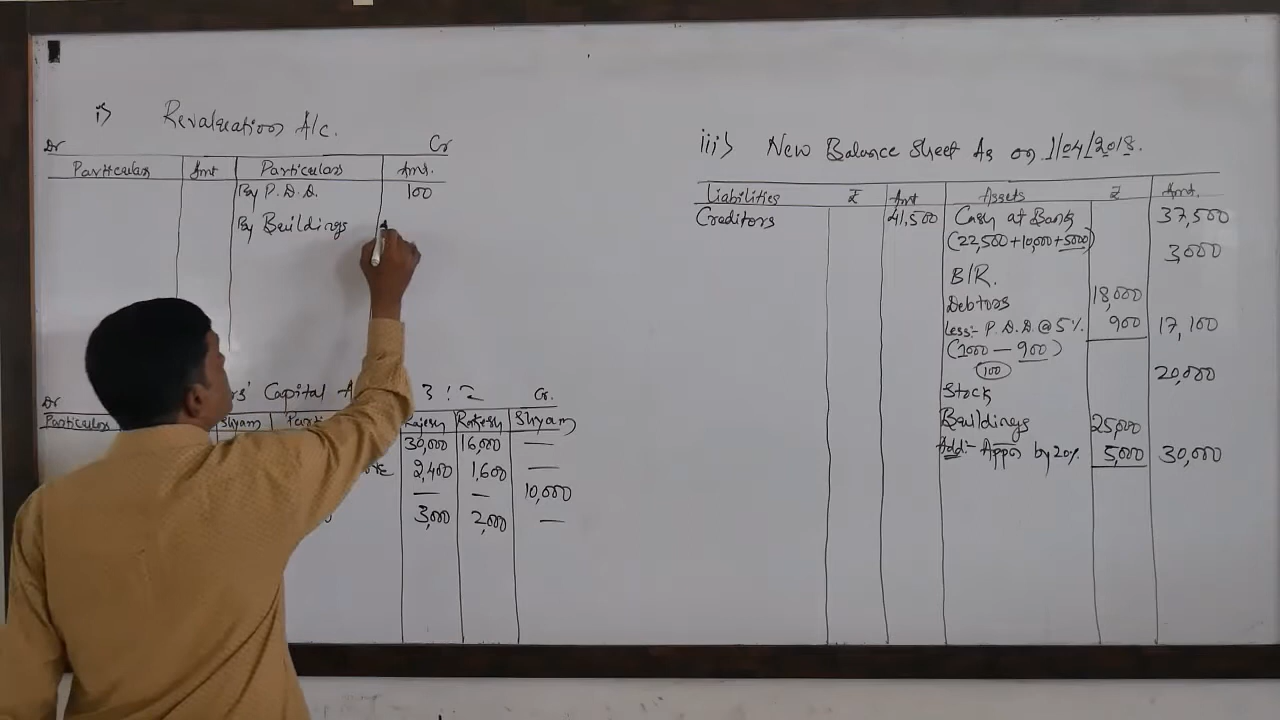 i) Revaluation A/c.
Dr Cr
Particulars Amt Particulars Amt.
By P. D. D. 100
By Buildings
Capital 3:2
Dr Cr.
Particulars Shyam Rajesh Rakesh Shyam
30,000 16,000 —
2,400 1,600 —
— — 10,000
3,000 2,000 —
iii) New Balance Sheet As on 1/04/2018.
Liabilities ₹ Amt Assets ₹ Amt.
Creditors 41,500 Cash at Bank 37,500
(22,500+10,000+5000)
B/R. 3,000
Debtors 18,000
Less:- P. D. D. @ 5% 900 17,100
(1000 — 900)
100
Stock 20,000
Buildings 25,000
Add:- Appr. by 20% 5,000 30,000